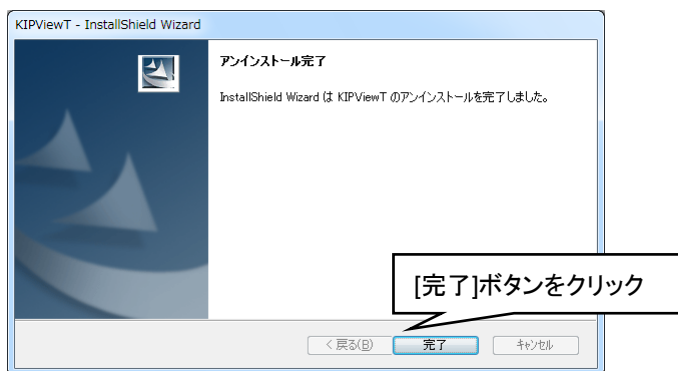 KIPViewT - InstallShield Wizard
アンインストール完了
InstallShield Wizard は KIPViewT のアンインストールを完了しました。
[完了]ボタンをクリック
< 戻る(B)
完了
キャンセル